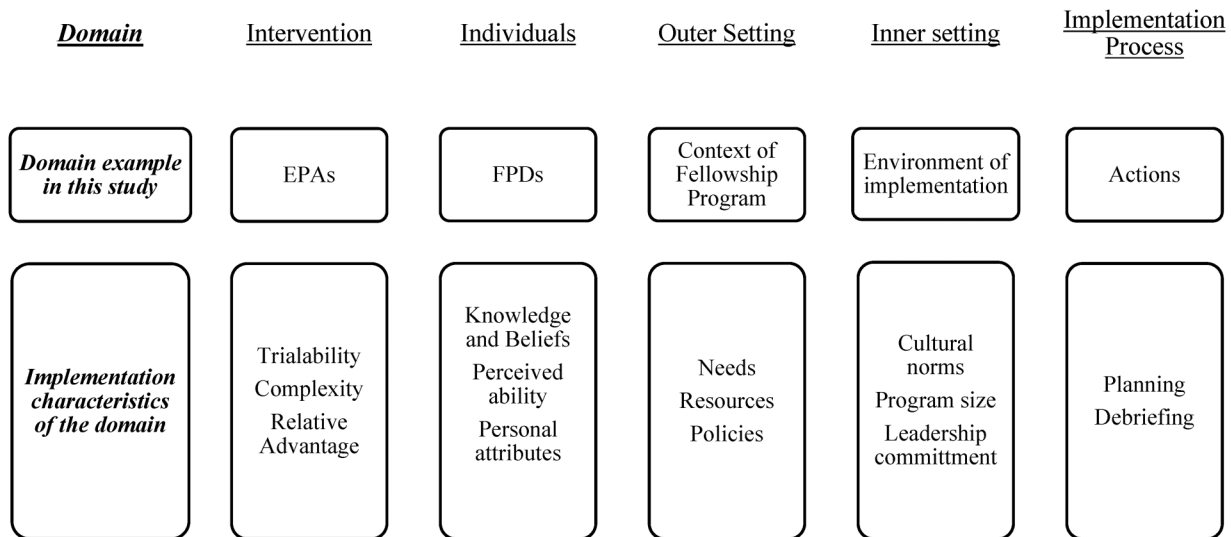 Domain
Intervention
Individuals
Outer Setting
Inner setting
Implementation
Process
Domain example
in this study
EPAs
FPDs
Context of
Fellowship
Program
Environment of
implementation
Actions
Implementation
characteristics
of the domain
Trialability
Complexity
Relative
Advantage
Knowledge
and Beliefs
Perceived
ability
Personal
attributes
Needs
Resources
Policies
Cultural
norms
Program size
Leadership
committment
Planning
Debriefing